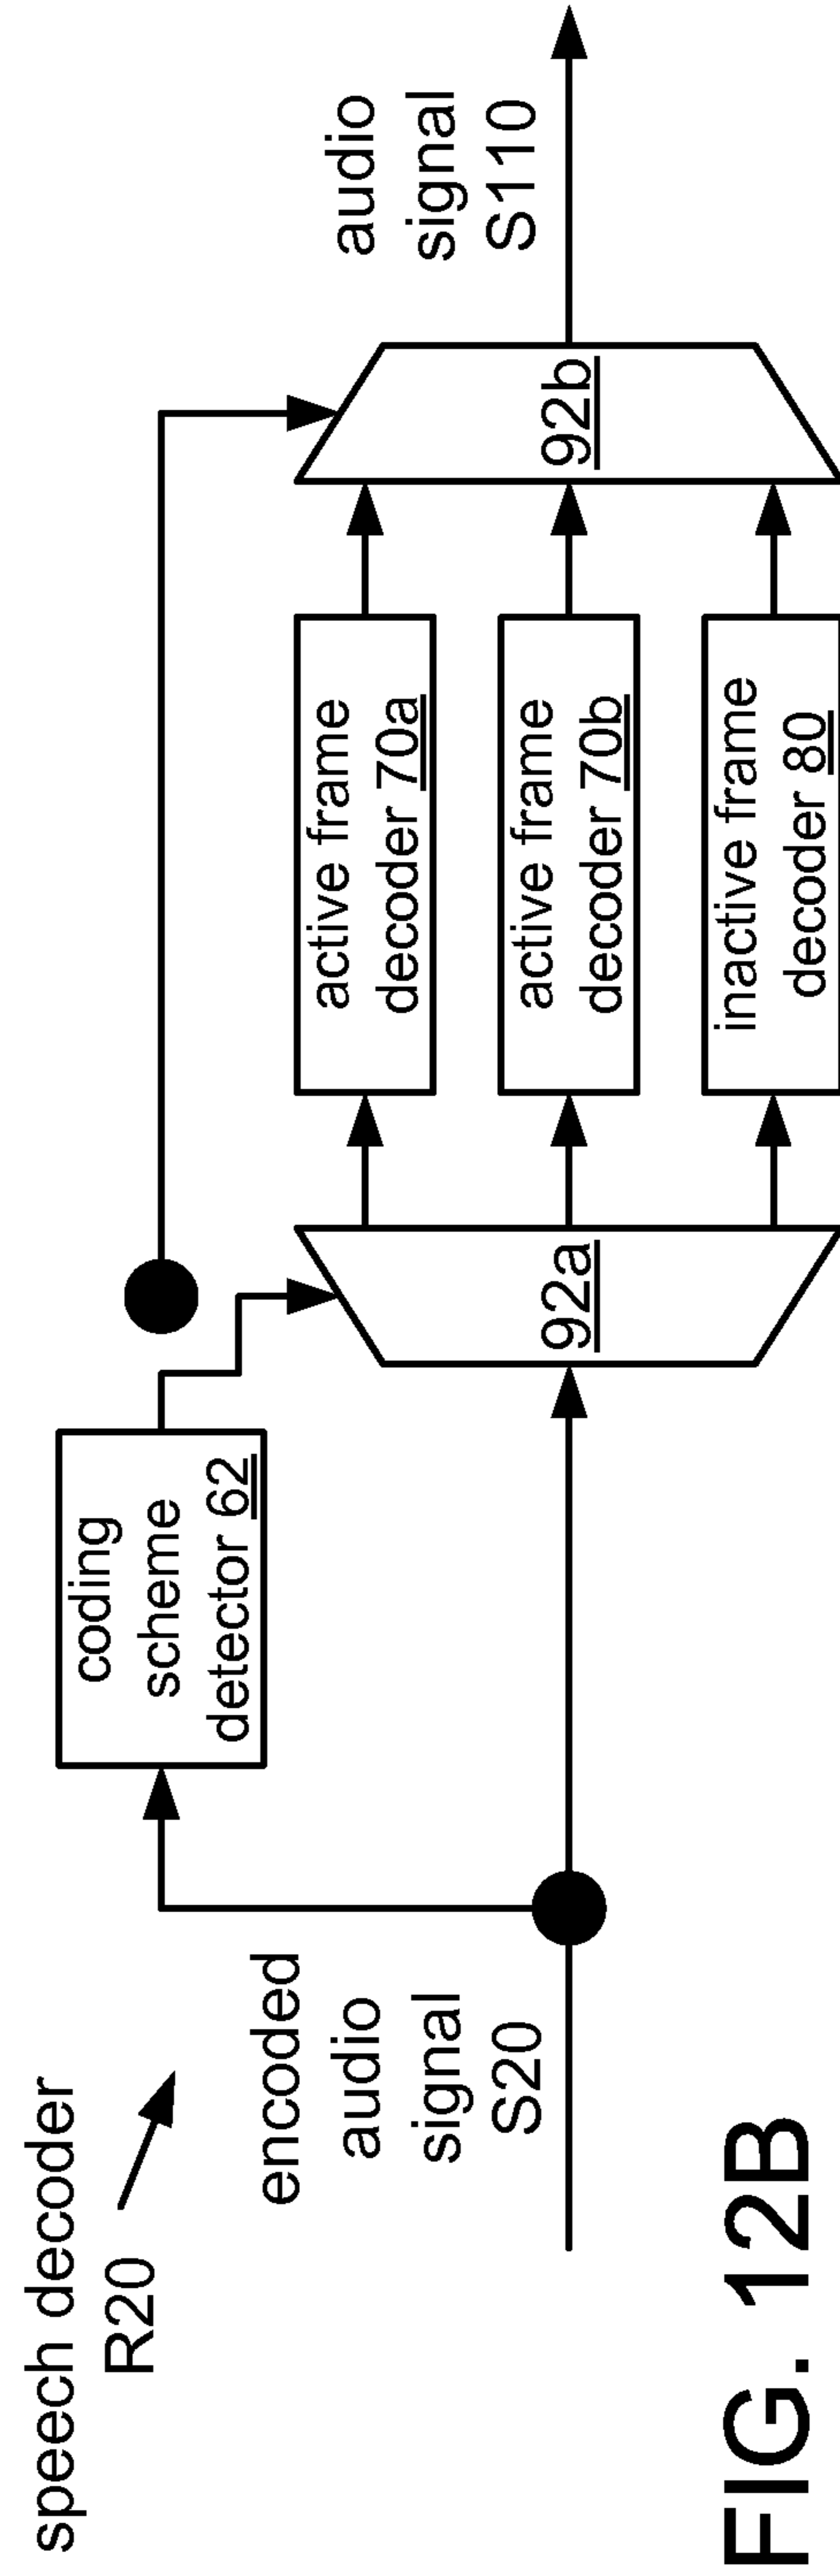 speech decoder
R20
encoded
audio
signal
S20
coding
scheme
detector 62
92a
active frame
decoder 70a
active frame
decoder 70b
inactive frame
decoder 80
92b
audio
signal
S110
FIG. 12B